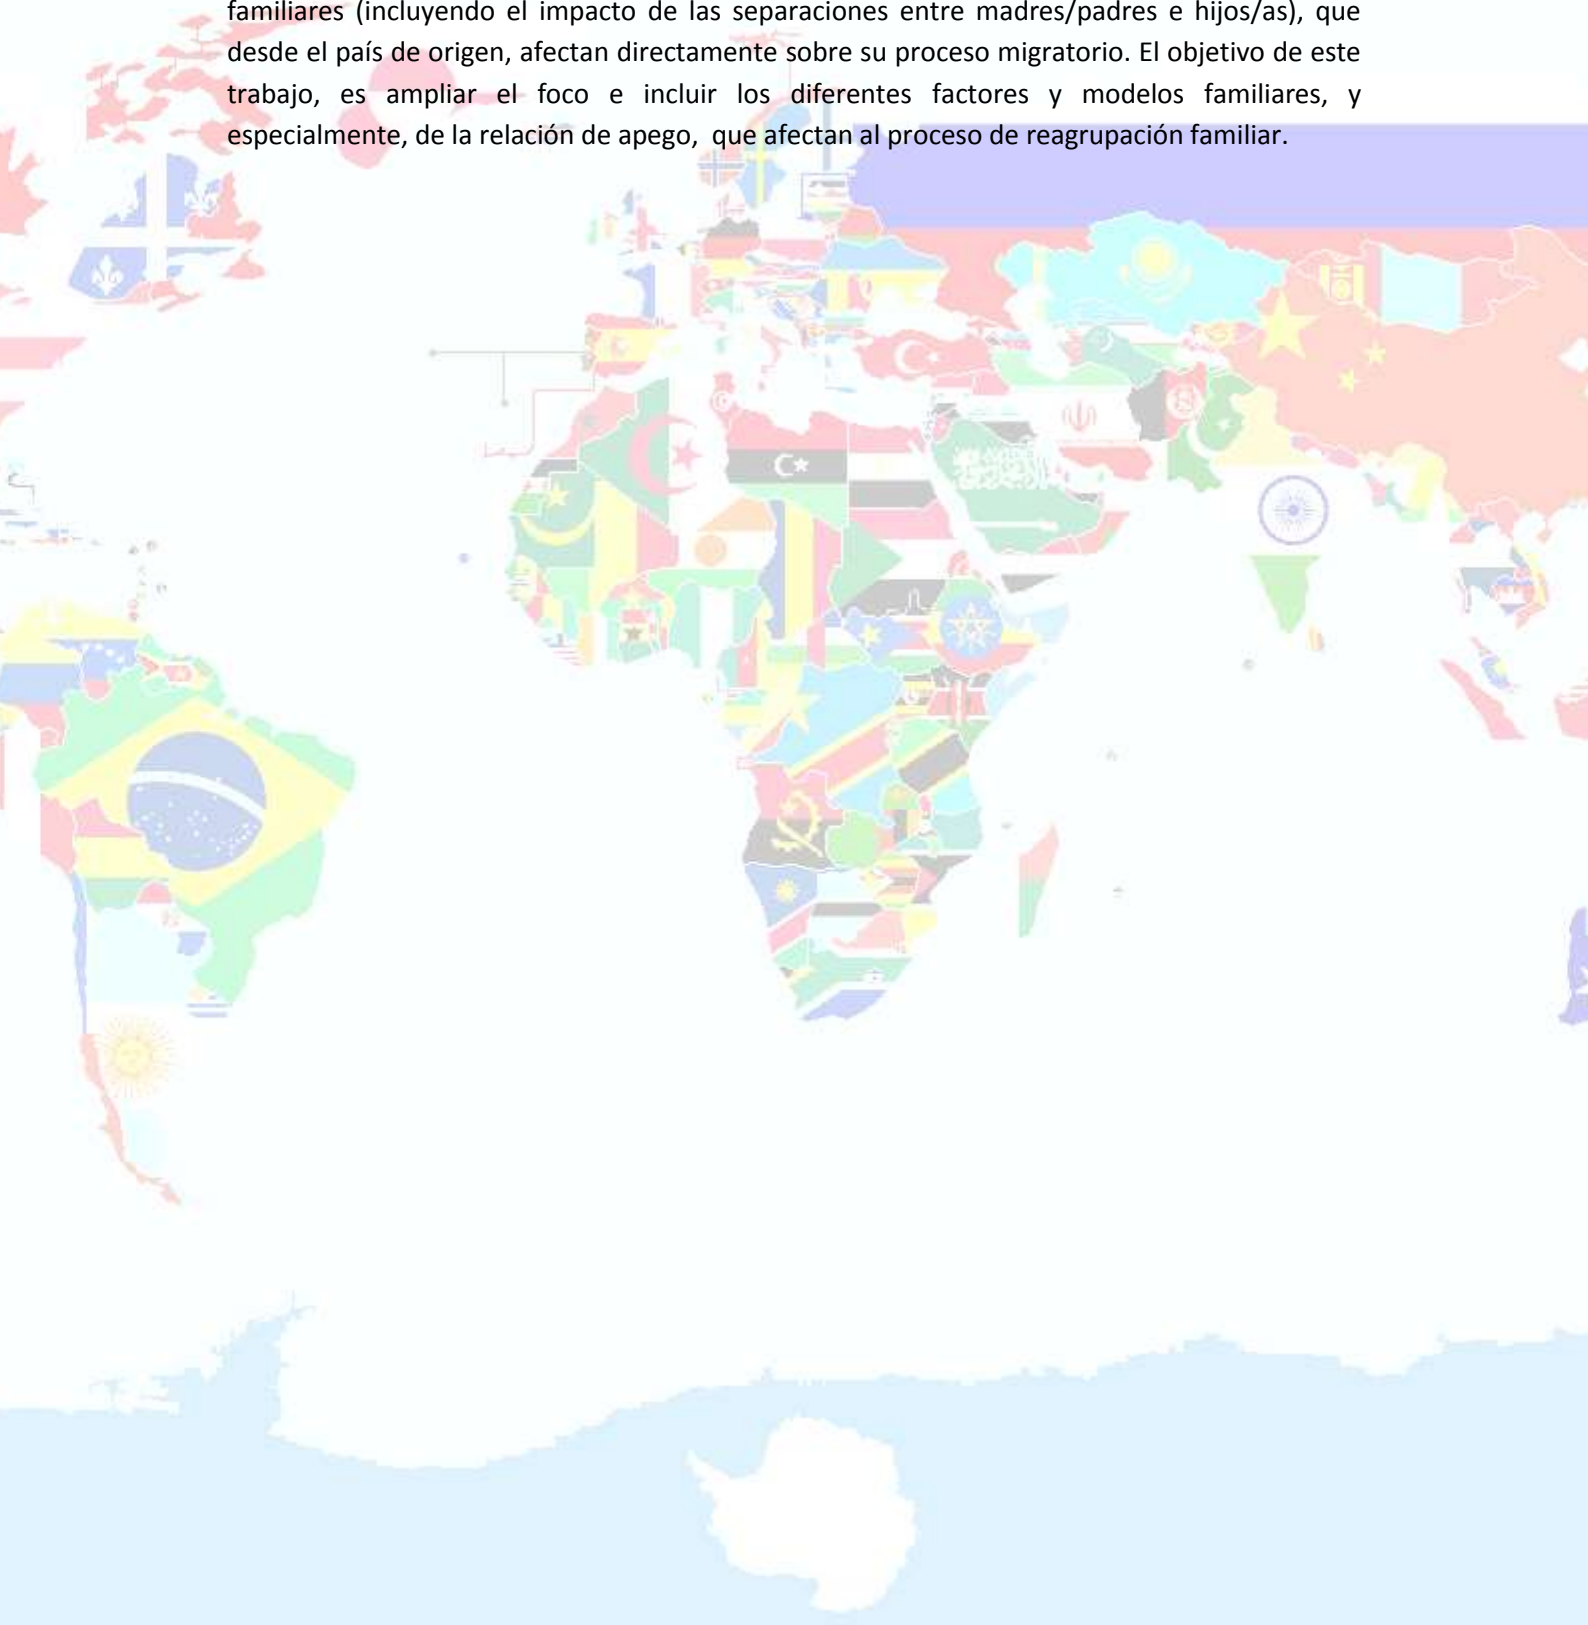 familiares (incluyendo el impacto de las separaciones entre madres/padres e hijos/as), que
desde el país de origen, afectan directamente sobre su proceso migratorio. El objetivo de este
trabajo, es ampliar el foco e incluir los diferentes factores y modelos familiares, y
especialmente, de la relación de apego, que afectan al proceso de reagrupación familiar.